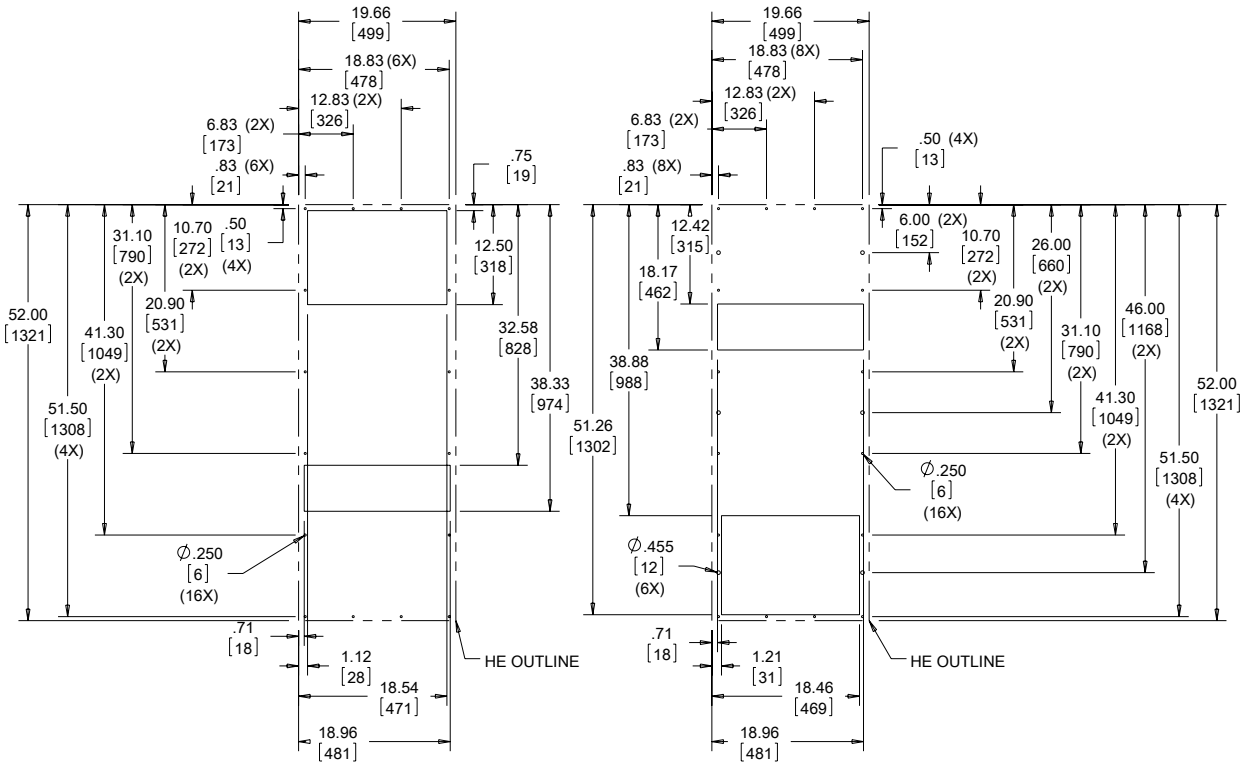 19.66
[499]
18.83 (6X)
[478]
12.83 (2X)
[326]
6.83 (2X)
[173]
.83 (6X)
[21]
.75
[19]
31.10
[790]
(2X)
10.70
[272]
(2X)
.50
[13]
(4X)
12.50
[318]
20.90
[531]
(2X)
52.00
[1321]
41.30
[1049]
(2X)
32.58
[828]
38.33
[974]
51.50
[1308]
(4X)
Ø.250
[6]
(16X)
.71
[18]
1.12
[28]
HE OUTLINE
18.54
[471]
18.96
[481]
19.66
[499]
18.83 (8X)
[478]
12.83 (2X)
[326]
6.83 (2X)
[173]
.83 (8X)
[21]
.50 (4X)
[13]
12.42
[315]
6.00 (2X)
[152]
10.70
[272]
(2X)
26.00
[660]
(2X)
18.17
[462]
20.90
[531]
(2X)
46.00
[1168]
(2X)
31.10
[790]
(2X)
38.88
[988]
52.00
[1321]
41.30
[1049]
(2X)
51.26
[1302]
51.50
[1308]
(4X)
Ø.250
[6]
(16X)
Ø.455
[12]
(6X)
.71
[18]
1.21
[31]
HE OUTLINE
18.46
[469]
18.96
[481]